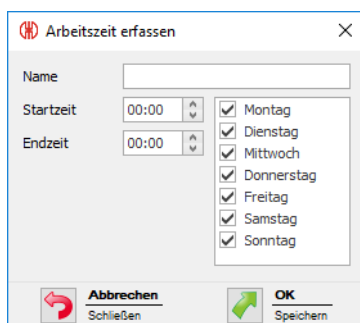 Arbeitszeit erfassen
Name
Startzeit 00:00
Endzeit 00:00
Montag
Dienstag
Mittwoch
Donnerstag
Freitag
Samstag
Sonntag
Abbrechen
Schließen
OK
Speichern